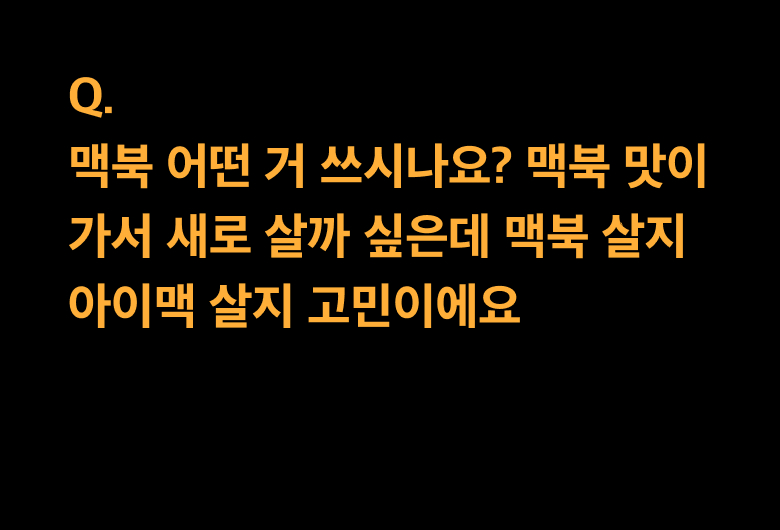 Q.
맥북 어떤 거 쓰시나요? 맥북 맛이
가서 새로 살까 싶은데 맥북 살지
아이맥 살지 고민이에요